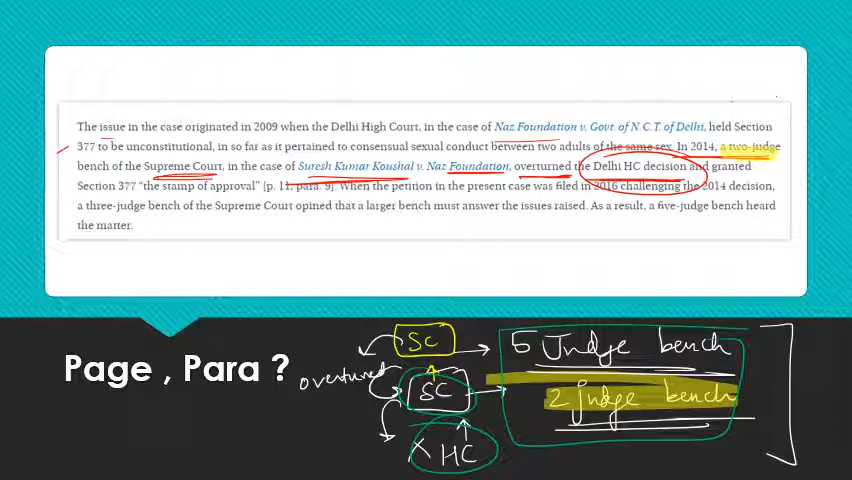 The issue in the case originated in 2009 when the Delhi High Court, in the case of Naz Foundation v. Govt. of N.C.T. of Delhi, held Section
377 to be unconstitutional, in so far as it pertained to consensual sexual conduct between two adults of the same sex. In 2014, a two-judge
bench of the Supreme Court, in the case of Suresh Kumar Koushal v. Naz Foundation, overturned the Delhi HC decision and granted
Section 377 “the stamp of approval” [p. 11, para. 9]. When the petition in the present case was filed in 2016 challenging the 2014 decision,
a three-judge bench of the Supreme Court opined that a larger bench must answer the issues raised. As a result, a five-judge bench heard
the matter.
Page , Para ?
SC 5 Judge bench
overturned SC 2 judge bench
HC